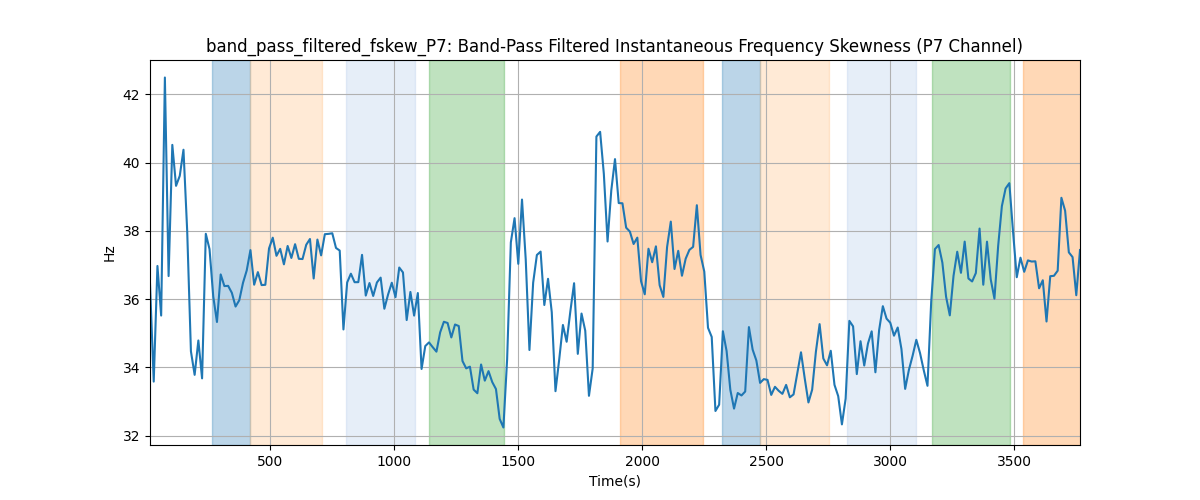 band_pass_filtered_fskew_P7: Band-Pass Filtered Instantaneous Frequency Skewness (P7 Channel)
42
40
38
36
34
32
Hz
500 1000 1500 2000 2500 3000 3500
Time(s)